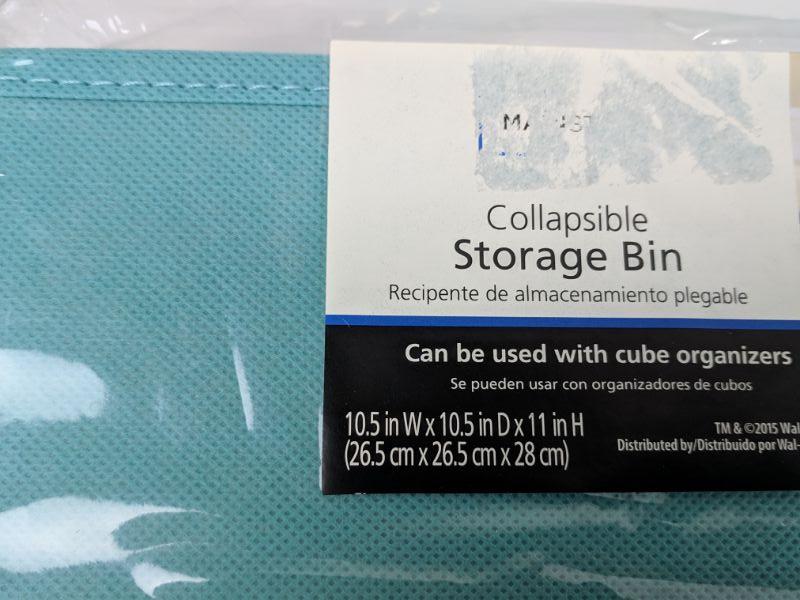 Collapsible
Storage Bin
Recipente de almacenamiento plegable
Can be used with cube organizers
Se pueden usar con organizadores de cubos
10.5 in W x 10.5 in D x 11 in H
(26.5 cm x 26.5 cm x 28 cm)
TM & ©2015 Wal
Distributed by/Distribuido por Wal-